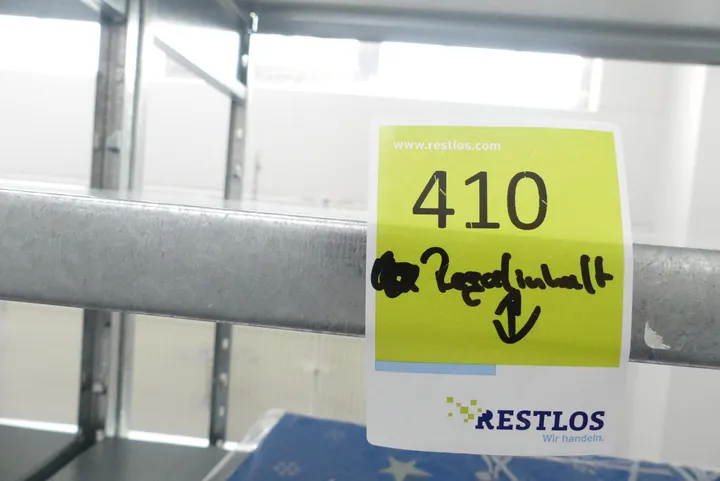 www.restlos.com
410
Regalinhalt
RESTLOS
Wir handeln.